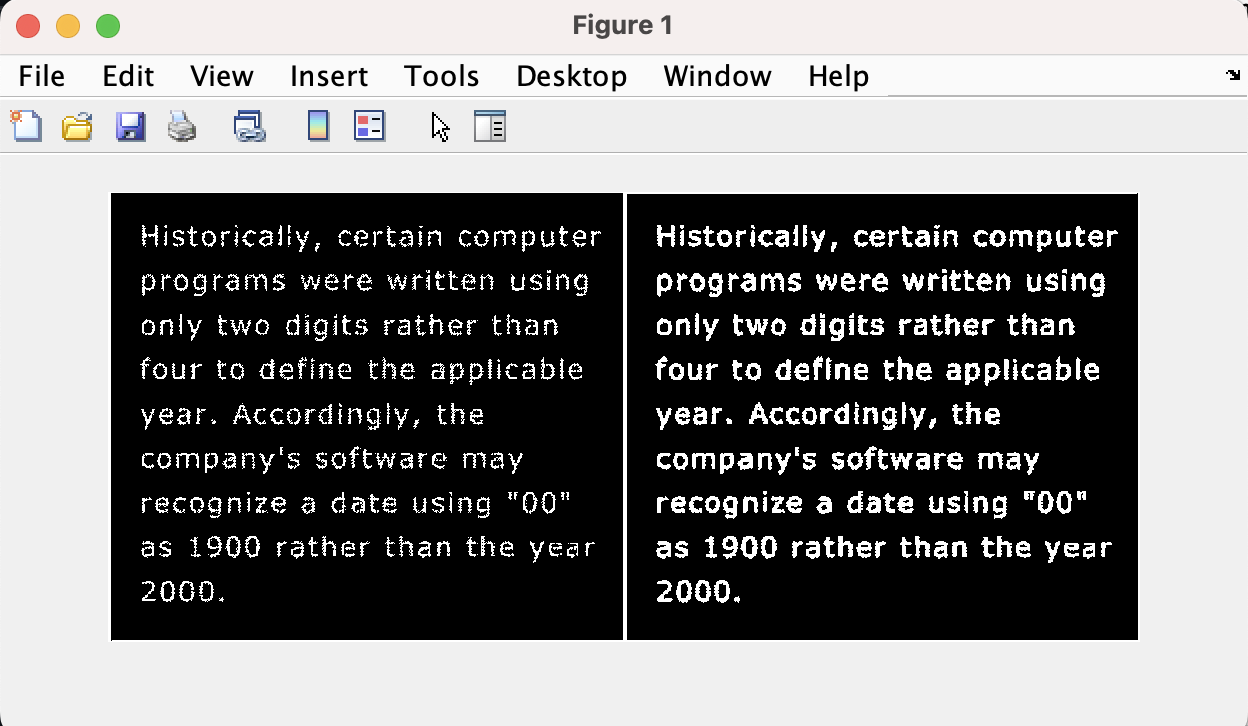 Figure 1
File Edit View Insert Tools Desktop Window Help
Historically, certain computer
programs were written using
only two digits rather than
four to define the applicable
year. Accordingly, the
company's software may
recognize a date using "00"
as 1900 rather than the year
2000.
Historically, certain computer
programs were written using
only two digits rather than
four to define the applicable
year. Accordingly, the
company's software may
recognize a date using "00"
as 1900 rather than the year
2000.